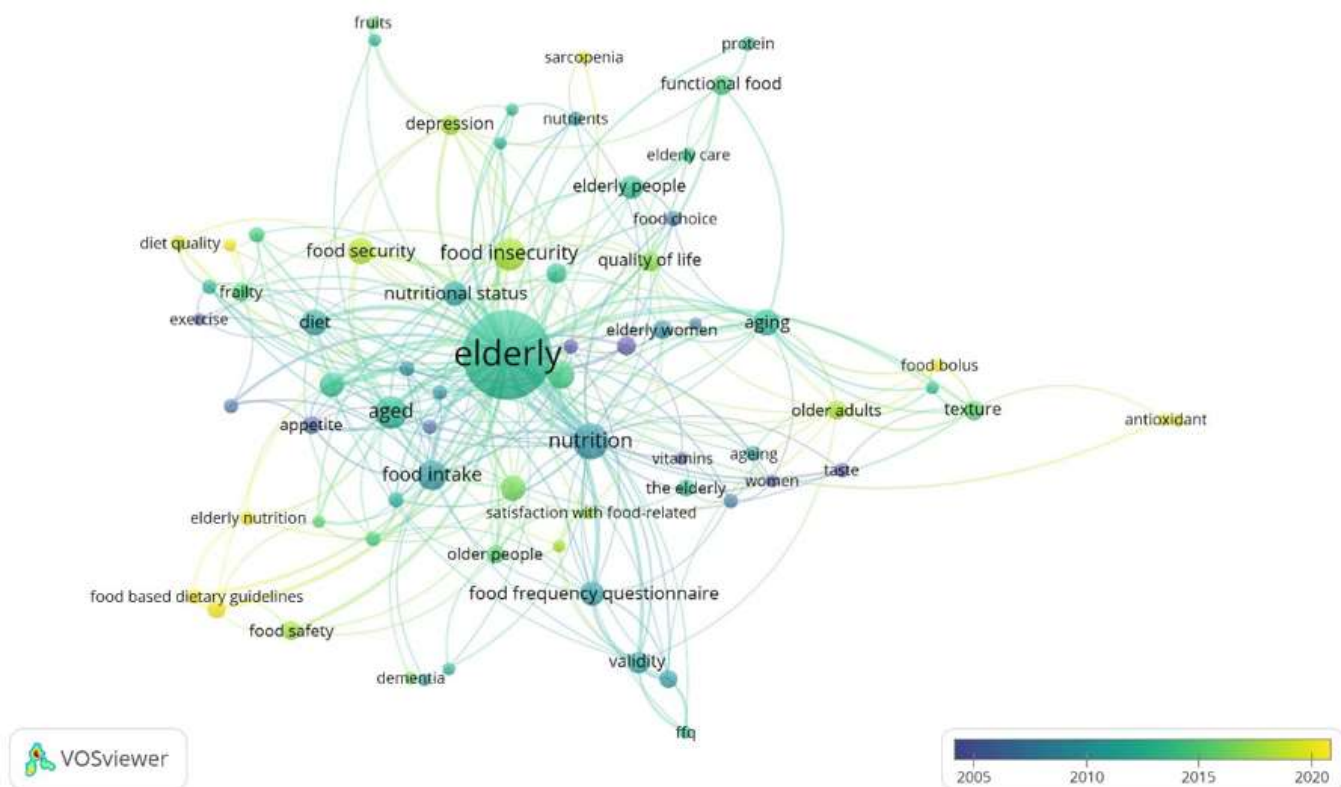 fruits
protein
sarcopenia
functional food
depression
nutrients
elderly care
elderly people
food choice
diet quality
food security
food insecurity
quality of life
frailty
nutritional status
exercise
diet
elderly women
aging
elderly
food bolus
aged
older adults
texture
antioxidant
appetite
nutrition
vitamins
ageing
food intake
taste
women
the elderly
elderly nutrition
satisfaction with food-related
older people
food based dietary guidelines
food frequency questionnaire
food safety
validity
dementia
ffq
VOSviewer
2005
2010
2015
2020